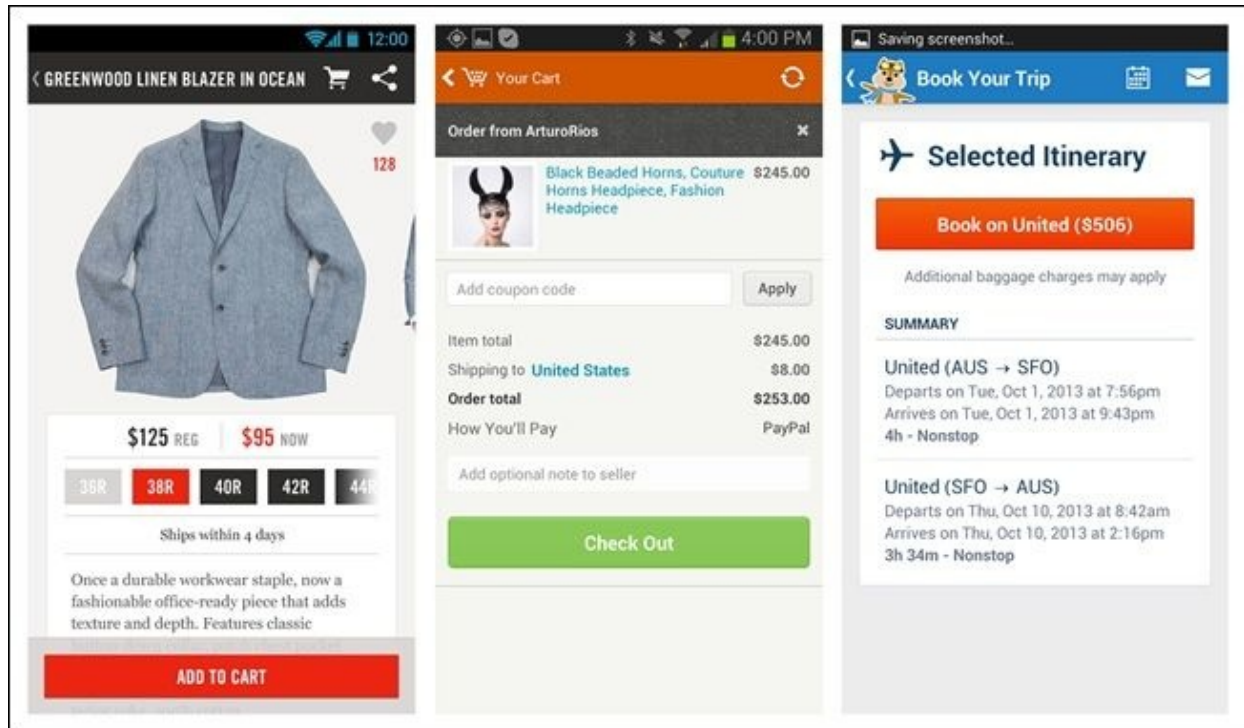 12:00
GREENWOOD LINEN BLAZER IN OCEAN
128
$125 REG $95 NOW
36R 38R 40R 42R 44R
Ships within 4 days
Once a durable workwear staple, now a
fashionable office-ready piece that adds
texture and depth. Features classic
ADD TO CART
4:00 PM
Your Cart
Order from ArturoRios
Black Beaded Horns, Couture $245.00
Horns Headpiece, Fashion
Headpiece
Add coupon code Apply
Item total $245.00
Shipping to United States $8.00
Order total $253.00
How You'll Pay PayPal
Add optional note to seller
Check Out
Saving screenshot...
Book Your Trip
Selected Itinerary
Book on United ($506)
Additional baggage charges may apply
SUMMARY
United (AUS → SFO)
Departs on Tue, Oct 1, 2013 at 7:56pm
Arrives on Tue, Oct 1, 2013 at 9:43pm
4h - Nonstop
United (SFO → AUS)
Departs on Thu, Oct 10, 2013 at 8:42am
Arrives on Thu, Oct 10, 2013 at 2:16pm
3h 34m - Nonstop